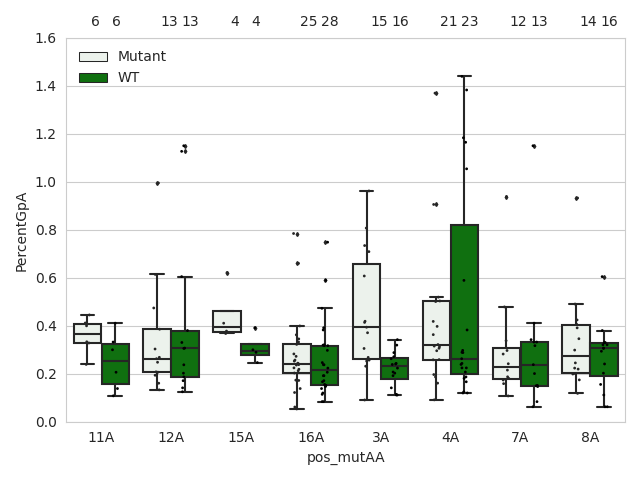 6 6 13 13 4 4 25 28 15 16 21 23 12 13 14 16
1.6
Mutant
WT
1.4
1.2
1.0
0.8
0.6
0.4
0.2
0.0
PercentGpA
11A 12A 15A 16A 3A 4A 7A 8A
pos_mutAA